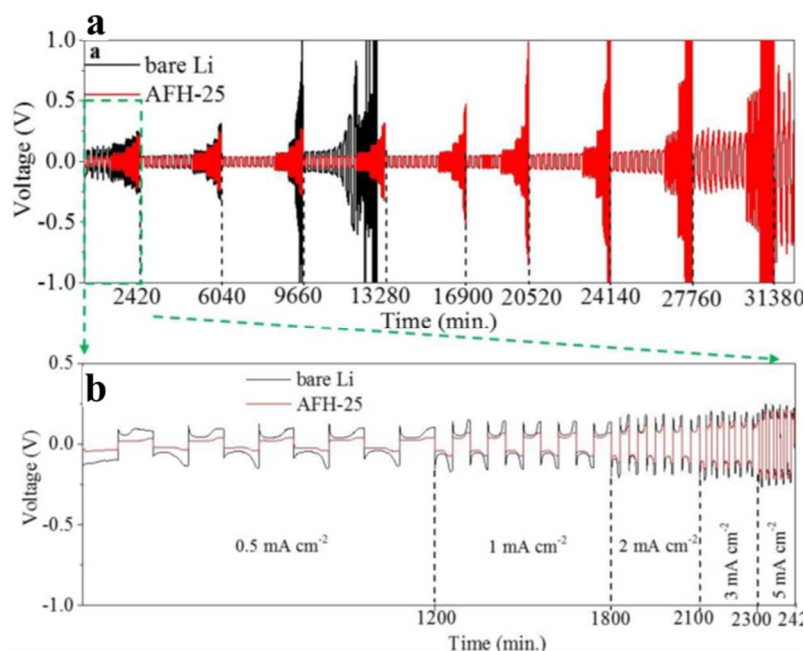 a
a
bare Li
AFH-25
1.0
0.5
0.0
-0.5
-1.0
Voltage (V)
2420 6040 9660 13280 16900 20520 24140 27760 31380
Time (min.)
b
bare Li
AFH-25
0.5
0.0
-0.5
-1.0
Voltage (V)
0.5 mA cm⁻²
1 mA cm⁻²
2 mA cm⁻²
3 mA cm⁻²
5 mA cm⁻²
1200 1800 2100 2300 242
Time (min.)